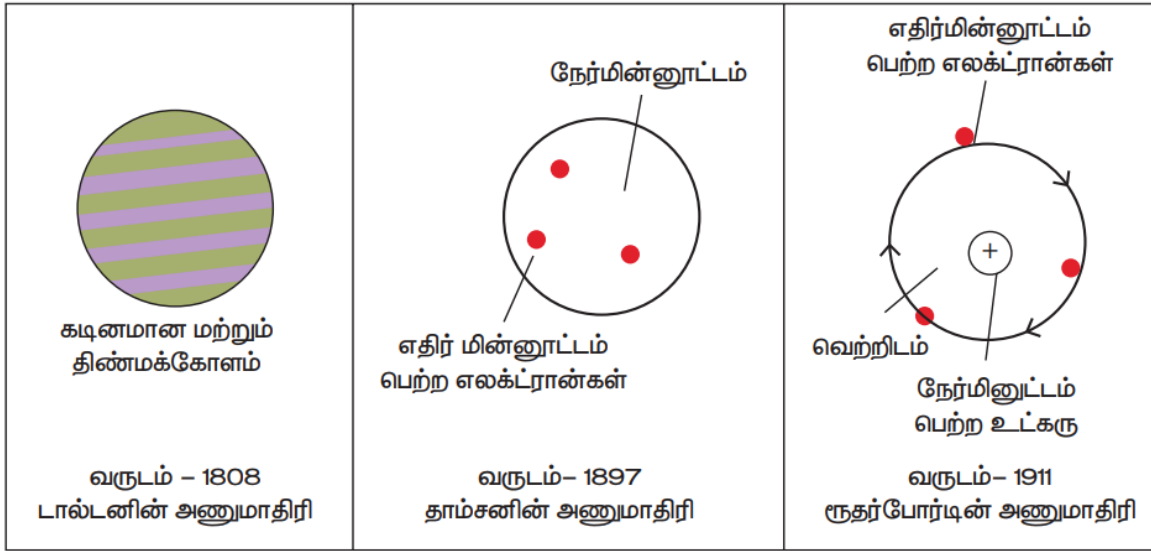 கடினமான மற்றும்
திண்மக்கோளம்
வருடம் – 1808
டால்டனின் அணுமாதிரி
நேர்மின்னூட்டம்
எதிர் மின்னூட்டம்
பெற்ற எலக்ட்ரான்கள்
வருடம்– 1897
தாம்சனின் அணுமாதிரி
எதிர்மின்னூட்டம்
பெற்ற எலக்ட்ரான்கள்
+
வெற்றிடம்
நேர்மினுட்டம்
பெற்ற உட்கரு
வருடம்– 1911
ரூதர்போர்டின் அணுமாதிரி